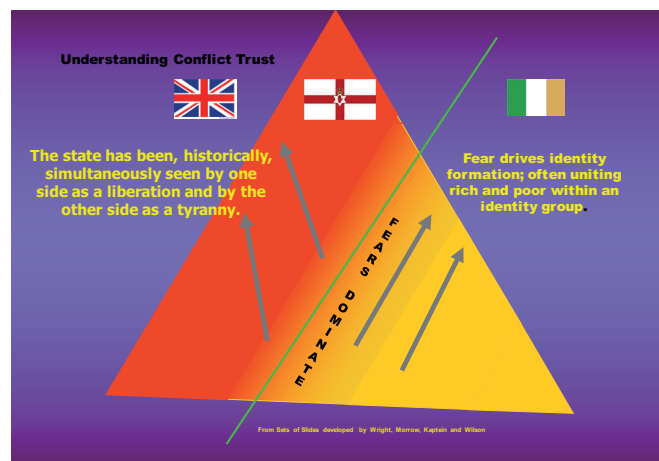 Understanding Conflict Trust
The state has been, historically,
simultaneously seen by one
side as a liberation and by the
other side as a tyranny.
Fear drives identity
formation; often uniting
rich and poor within an
identity group.
FEARS DOMINATE
From Sets of Slides developed by Wright, Morrow, Kaptein and Wilson